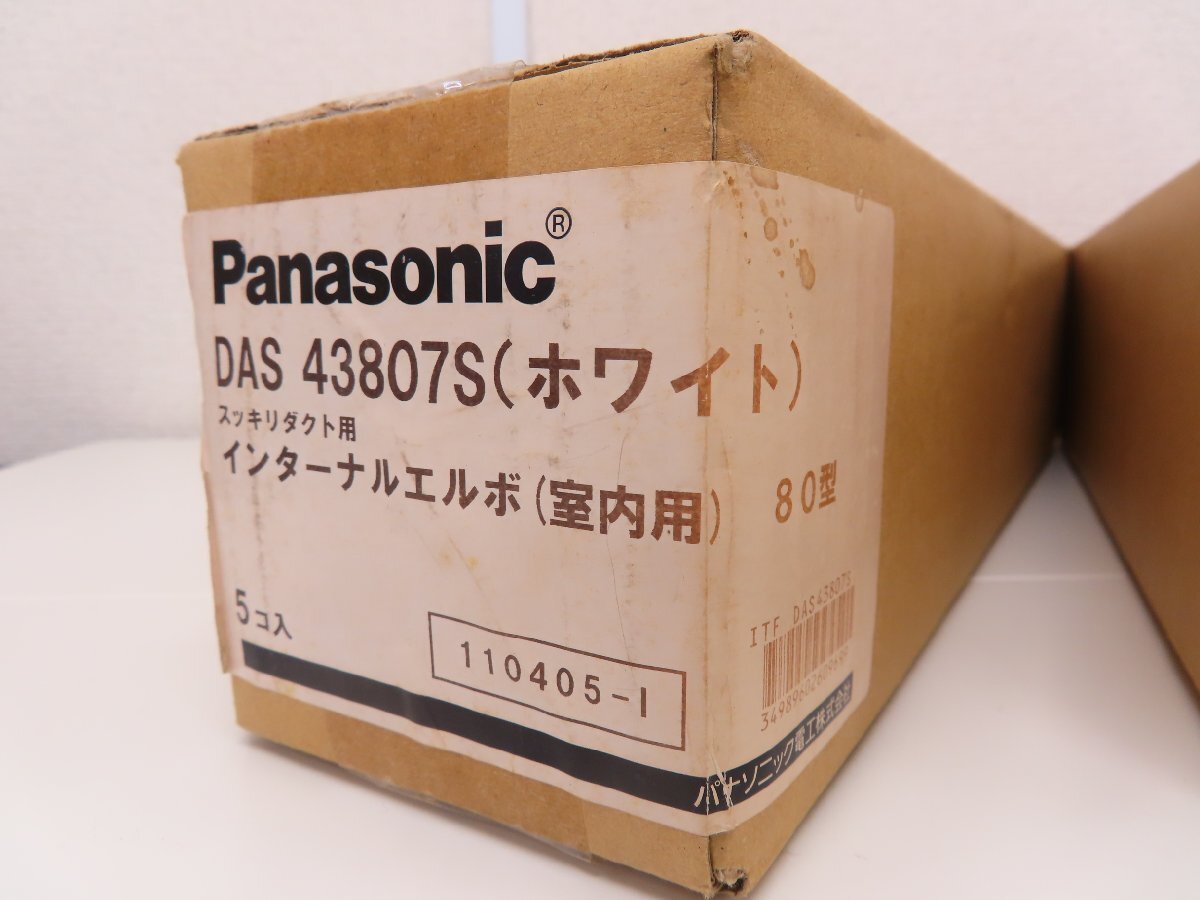 Panasonic®
DAS 43807S(ホワイト)
スッキリダクト用
インターナルエルボ(室内用) 80型
5コ入
110405-1
ITF DAS43807S
34989602609699
パナソニック電工株式会社